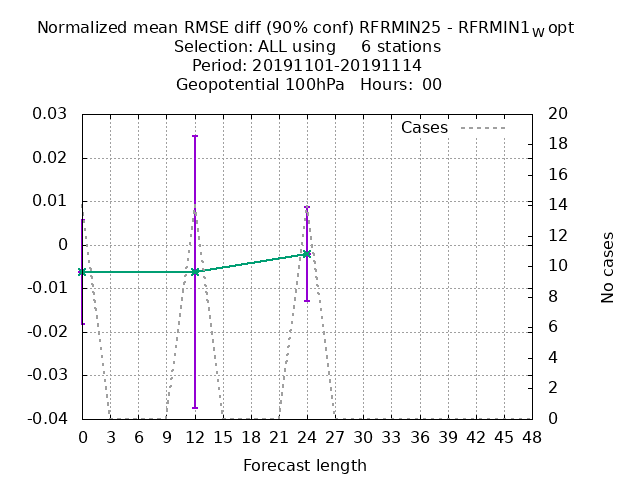 Normalized mean RMSE diff (90% conf) RFRMIN25 - RFRMIN1wopt
Selection: ALL using 6 stations
Period: 20191101-20191114
Geopotential 100hPa Hours: 00
Cases
0.03
0.02
0.01
0
-0.01
-0.02
-0.03
-0.04
20
18
16
14
12
10
8
6
4
2
0
No cases
0 3 6 9 12 15 18 21 24 27 30 33 36 39 42 45 48
Forecast length